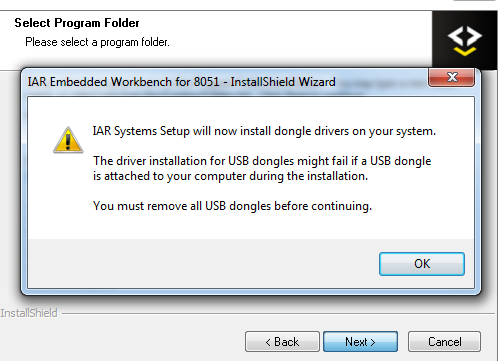 Select Program Folder
Please select a program folder.
IAR Embedded Workbench for 8051 - InstallShield Wizard
IAR Systems Setup will now install dongle drivers on your system.
The driver installation for USB dongles might fail if a USB dongle
is attached to your computer during the installation.
You must remove all USB dongles before continuing.
OK
InstallShield
< Back
Next >
Cancel